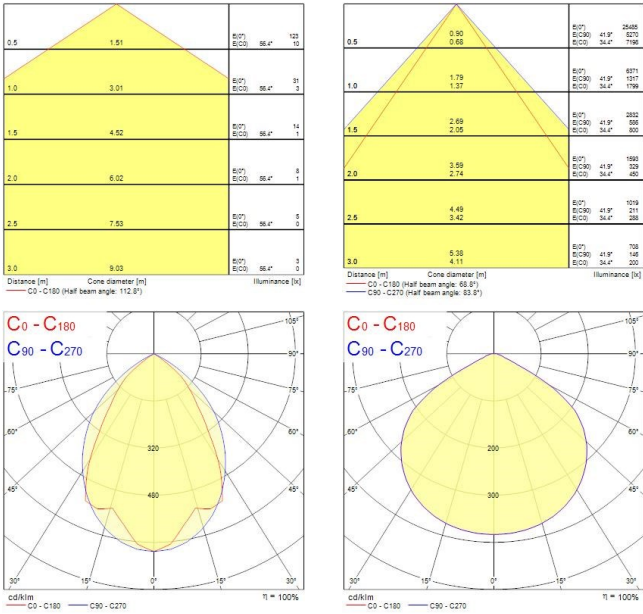 0.5 1.51 E(0°) 123
E(C0) 56.4° 10
1.0 3.01 E(0°) 31
E(C0) 56.4° 3
1.5 4.52 E(0°) 14
E(C0) 56.4° 1
2.0 6.02 E(0°) 8
E(C0) 56.4° 1
2.5 7.53 E(0°) 5
E(C0) 56.4° 0
3.0 9.03 E(0°) 3
E(C0) 56.4° 0
Distance [m] Cone diameter [m] Illuminance [lx]
C0 - C180 (Half beam angle: 112.8°)
0.5 0.90 0.68 E(0°) 25485
E(C90) 41.9° 5270
E(C0) 34.4° 7196
1.0 1.79 1.37 E(0°) 6371
E(C90) 41.9° 1317
E(C0) 34.4° 1799
1.5 2.69 2.05 E(0°) 2832
E(C90) 41.9° 586
E(C0) 34.4° 800
2.0 3.59 2.74 E(0°) 1593
E(C90) 41.9° 329
E(C0) 34.4° 450
2.5 4.49 3.42 E(0°) 1019
E(C90) 41.9° 211
E(C0) 34.4° 288
3.0 5.38 4.11 E(0°) 708
E(C90) 41.9° 146
E(C0) 34.4° 200
Distance [m] Cone diameter [m] Illuminance [lx]
C0 - C180 (Half beam angle: 68.8°)
C90 - C270 (Half beam angle: 83.8°)
C0 - C180
C90 - C270
105°
90°
75° 75°
60° 60°
320
45° 45°
480
30° 15° 0° 15° 30°
cd/klm η = 100%
C0 - C180 C90 - C270
C0 - C180
C90 - C270
105°
90°
75° 75°
60° 60°
200
45° 45°
300
30° 15° 0° 15° 30°
cd/klm η = 100%
C0 - C180 C90 - C270